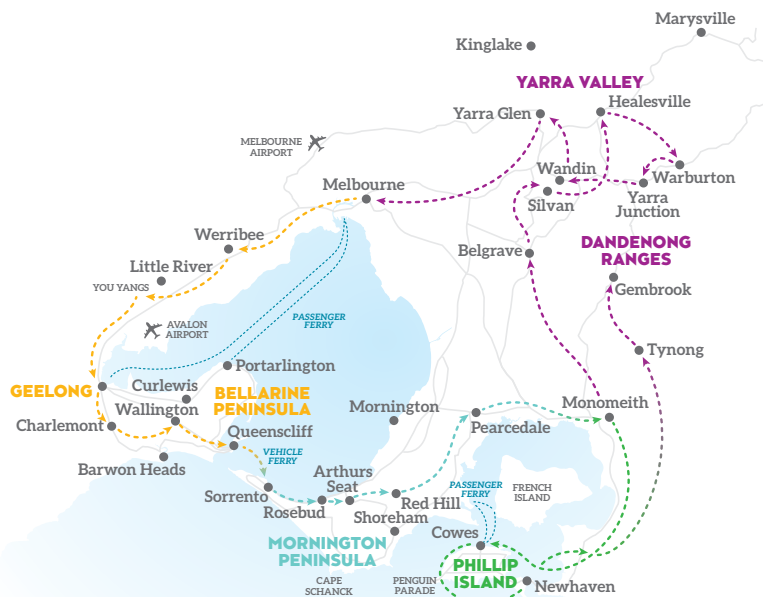 Marysville
Kinglake
YARRA VALLEY
Healesville
Yarra Glen
MELBOURNE
AIRPORT
Wandin
Warburton
Melbourne
Silvan
Yarra
Junction
Werribee
DANDENONG
RANGES
Belgrave
Little River
YOU YANGS
Gembrook
PASSENGER
FERRY
AVALON
AIRPORT
Tynong
Portarlington
GEELONG
Curlewis
BELLARINE
PENINSULA
Wallington
Mornington
Monomeith
Charlemont
Queenscliff
Pearcedale
VEHICLE
FERRY
Barwon Heads
Arthurs
Seat
PASSENGER
FERRY
FRENCH
ISLAND
Sorrento
Rosebud
Red Hill
Shoreham
Cowes
MORNINGTON
PENINSULA
PHILLIP
ISLAND
CAPE
SCHANCK
PENGUIN
PARADE
Newhaven